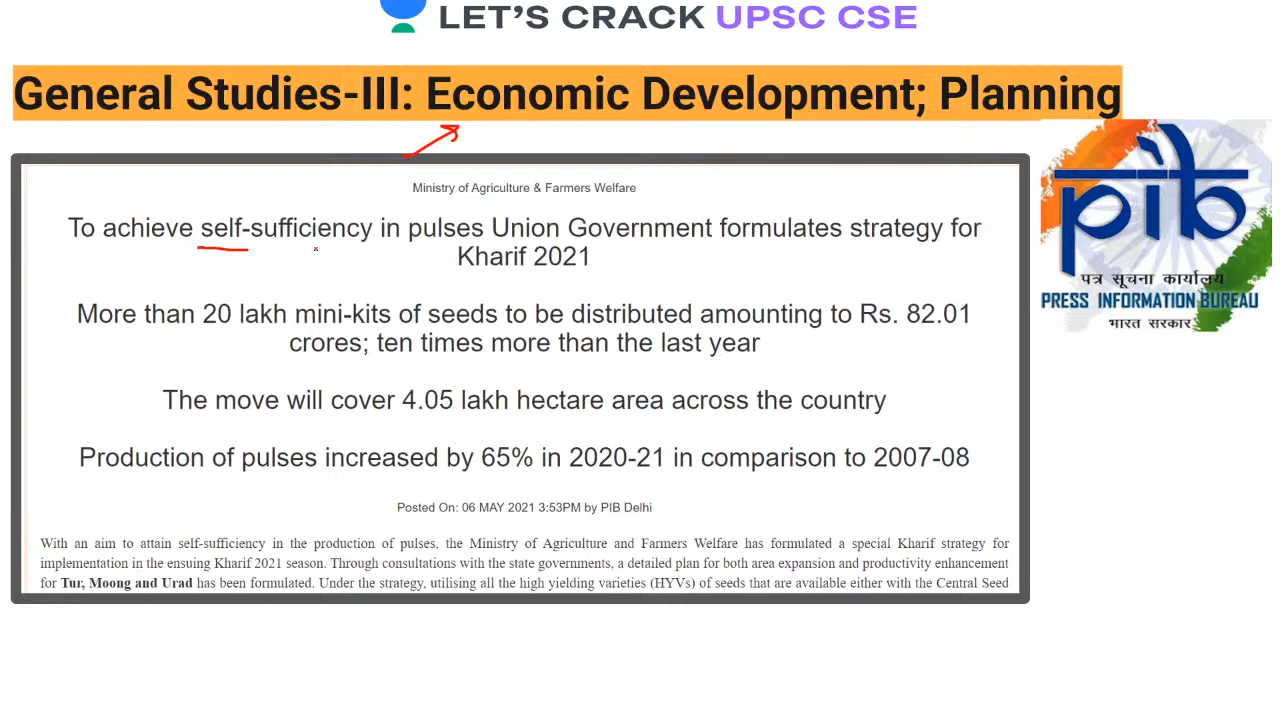 LET'S CRACK UPSC CSE
General Studies-III: Economic Development; Planning
Ministry of Agriculture & Farmers Welfare
To achieve self-sufficiency in pulses Union Government formulates strategy for
Kharif 2021
More than 20 lakh mini-kits of seeds to be distributed amounting to Rs. 82.01
crores; ten times more than the last year
The move will cover 4.05 lakh hectare area across the country
Production of pulses increased by 65% in 2020-21 in comparison to 2007-08
Posted On: 06 MAY 2021 3:53PM by PIB Delhi
With an aim to attain self-sufficiency in the production of pulses, the Ministry of Agriculture and Farmers Welfare has formulated a special Kharif strategy for
implementation in the ensuing Kharif 2021 season. Through consultations with the state governments, a detailed plan for both area expansion and productivity enhancement
for Tur, Moong and Urad has been formulated. Under the strategy, utilising all the high yielding varieties (HYVs) of seeds that are available either with the Central Seed
pib
पत्र सूचना कार्यालय
PRESS INFORMATION BUREAU
भारत सरकार